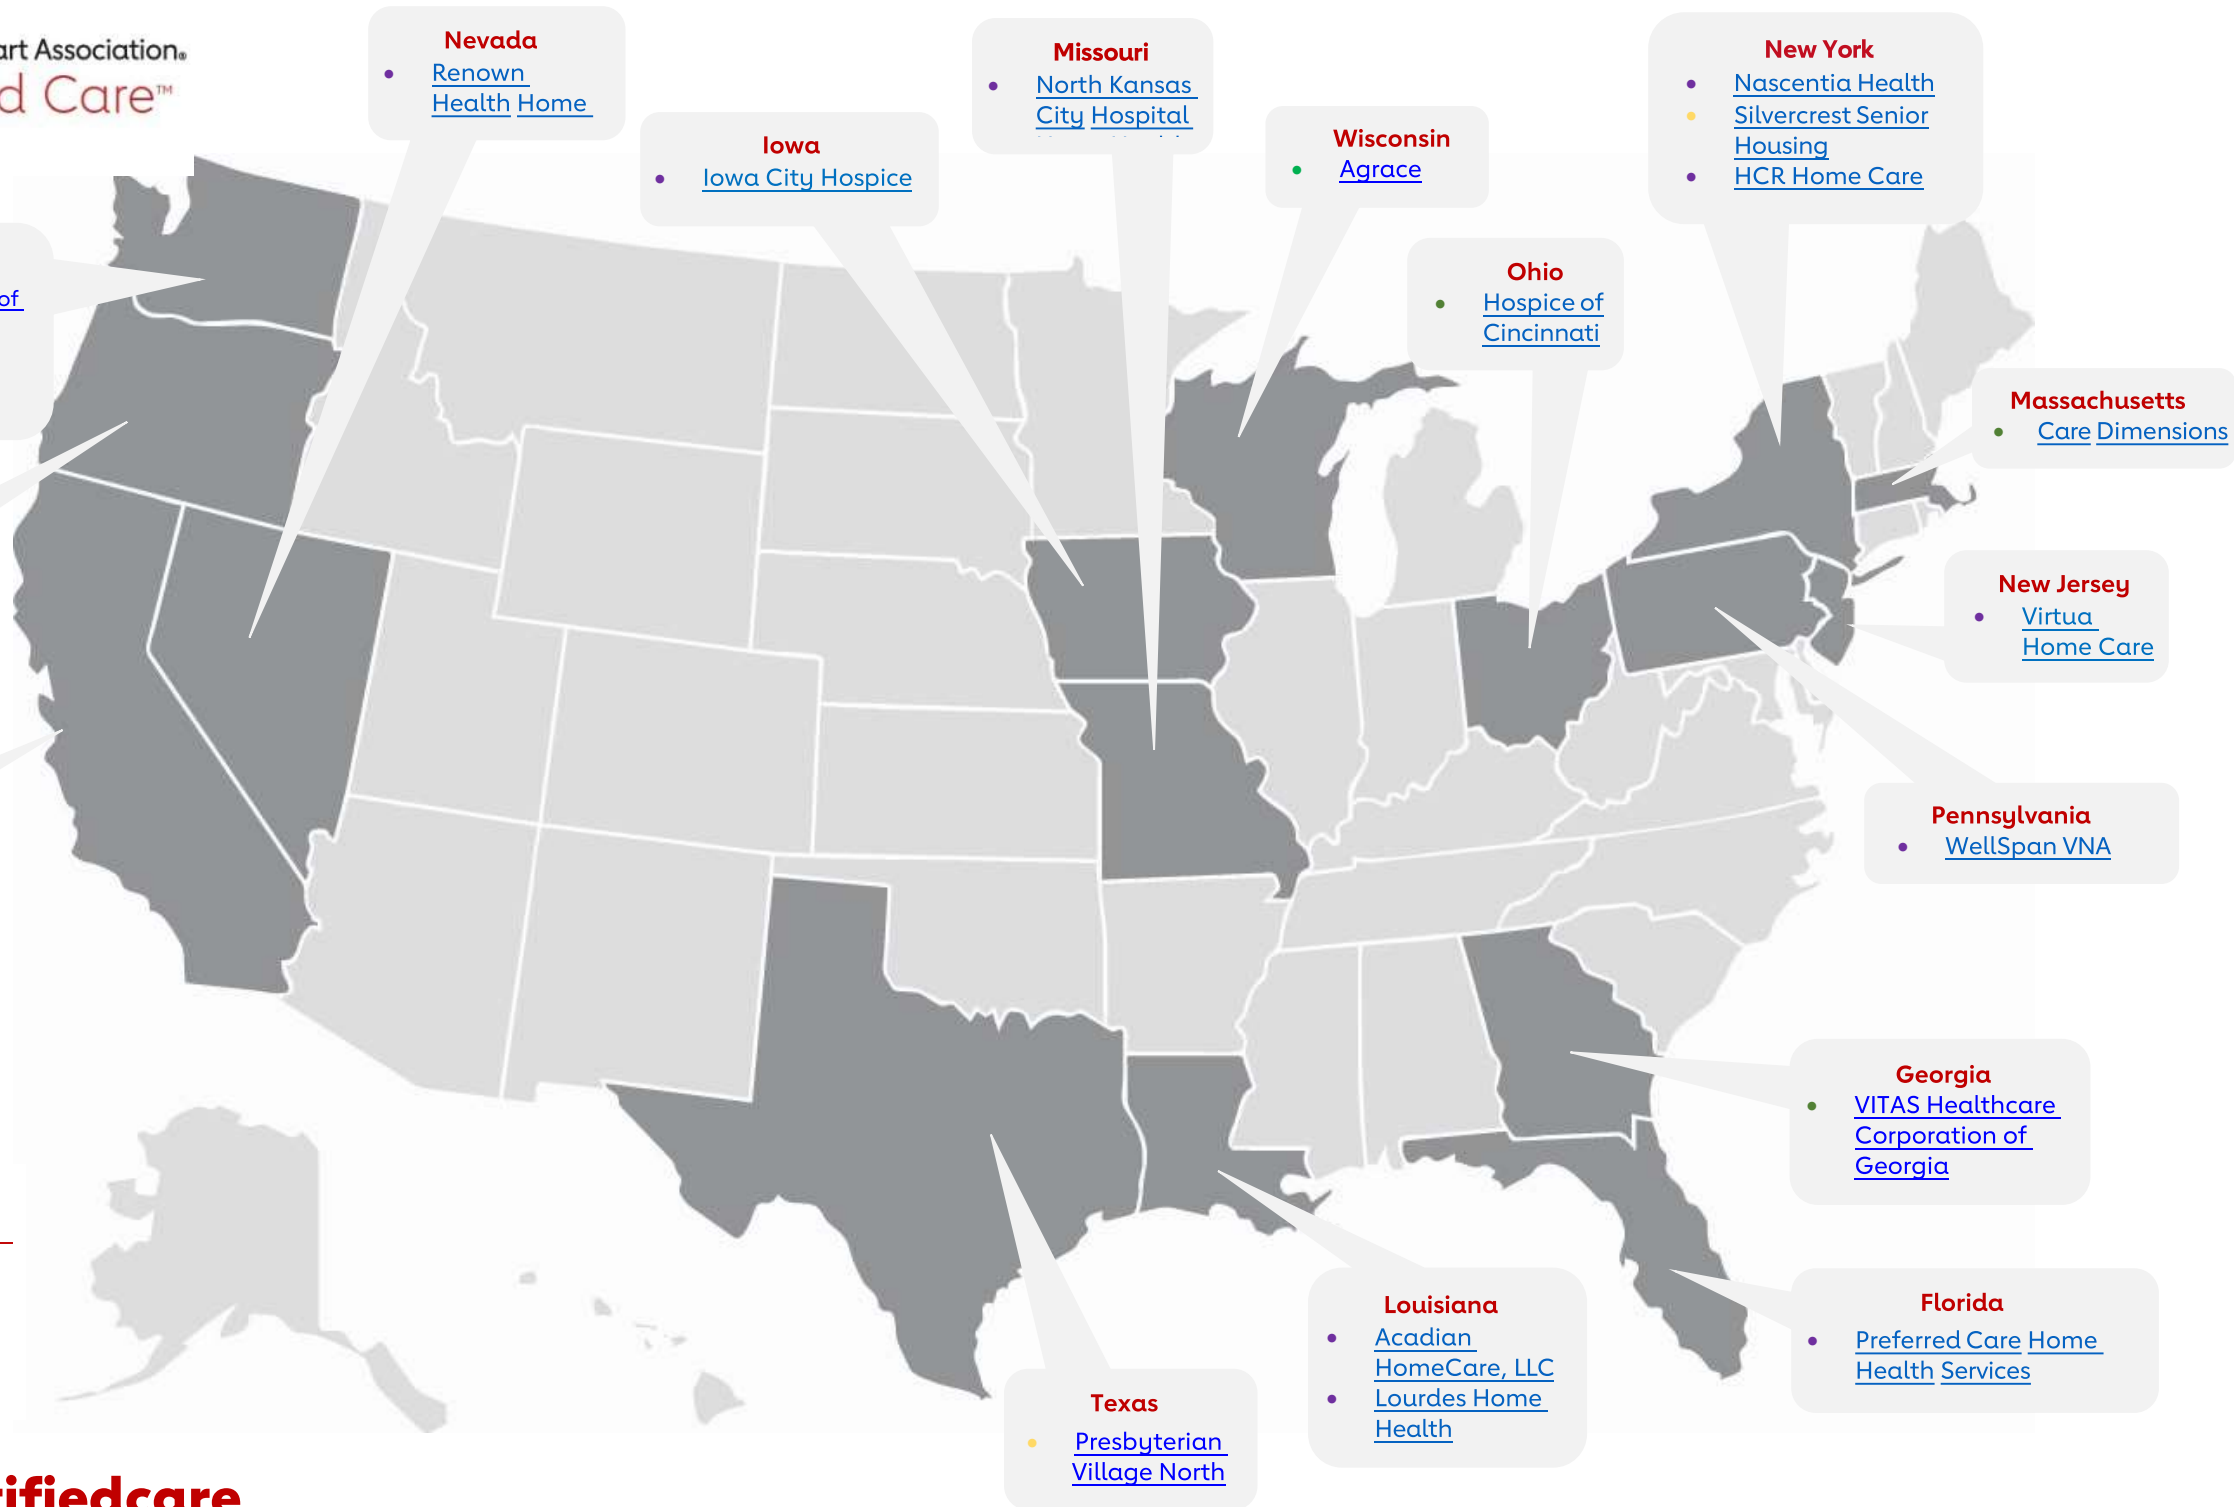 art Association®
d Care™
Nevada
• Renown
Health Home
Iowa
• Iowa City Hospice
Missouri
• North Kansas
City Hospital
Wisconsin
• Agrace
Ohio
• Hospice of
Cincinnati
New York
• Nascentia Health
• Silvercrest Senior
Housing
• HCR Home Care
of
Massachusetts
• Care Dimensions
New Jersey
• Virtua
Home Care
Pennsylvania
• WellSpan VNA
Georgia
• VITAS Healthcare
Corporation of
Georgia
Florida
• Preferred Care Home
Health Services
Louisiana
• Acadian
HomeCare, LLC
• Lourdes Home
Health
Texas
• Presbyterian
Village North
tifiedcare